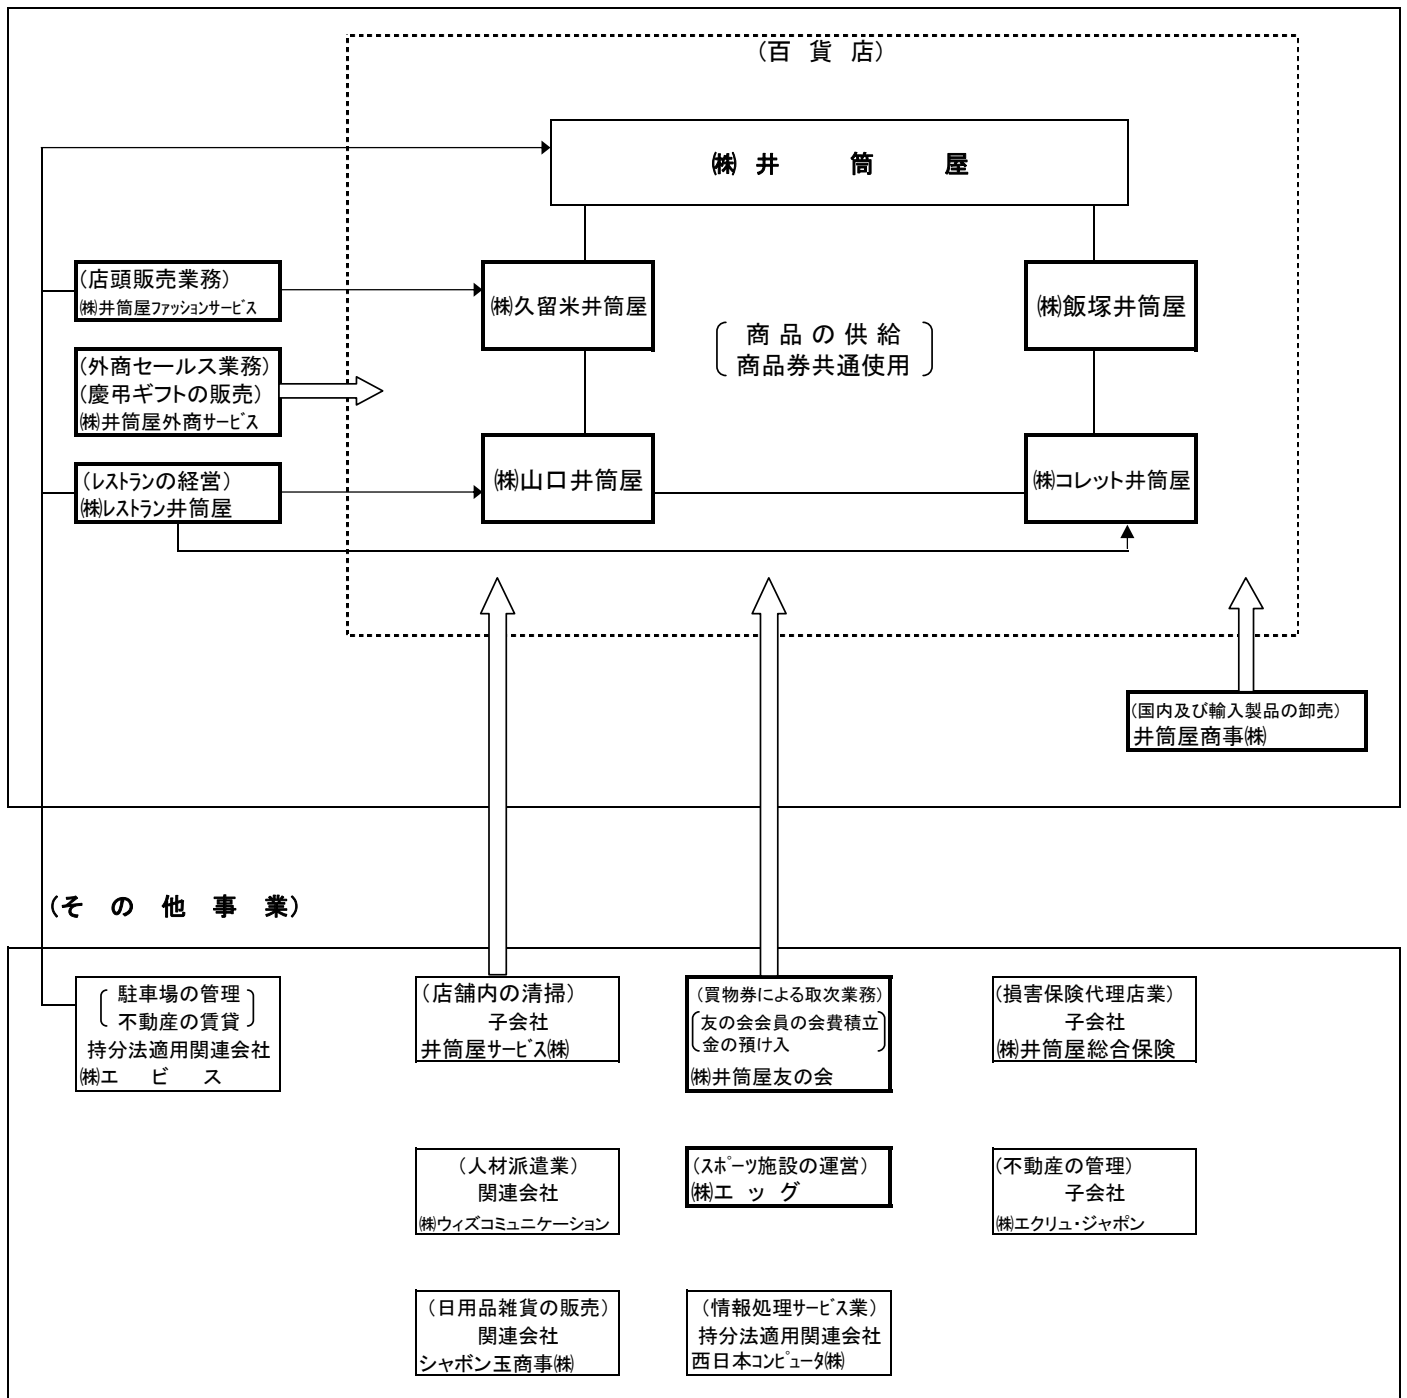 (百 貨 店)
㈱ 井 筒 屋
(店頭販売業務)
㈱井筒屋ファッションサービス
㈱久留米井筒屋
㈱飯塚井筒屋
商 品 の 供 給
商品券共通使用
(外商セールス業務)
(慶弔ギフトの販売)
㈱井筒屋外商サービス
(レストランの経営)
㈱レストラン井筒屋
㈱山口井筒屋
㈱コレット井筒屋
(国内及び輸入製品の卸売)
井筒屋商事㈱
(そ の 他 事 業)
駐車場の管理
不動産の賃貸
持分法適用関連会社
㈱エ ビ ス
(店舗内の清掃)
子会社
井筒屋サービス㈱
(買物券による取次業務)
友の会会員の会費積立
金の預け入
㈱井筒屋友の会
(損害保険代理店業)
子会社
㈱井筒屋総合保険
(人材派遣業)
関連会社
㈱ウィズコミュニケーション
(スポーツ施設の運営)
㈱エ ッ グ
(不動産の管理)
子会社
㈱エクリュ・ジャポン
(日用品雑貨の販売)
関連会社
シャボン玉商事㈱
(情報処理サービス業)
持分法適用関連会社
西日本コンピュータ㈱